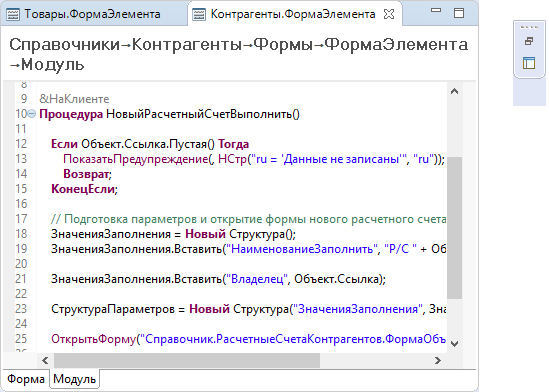 Товары.ФормаЭлемента Контрагенты.ФормаЭлемента
Справочники→Контрагенты→Формы→ФормаЭлемента
→Модуль
8
9 &НаКлиенте
10 Процедура НовыйРасчетныйСчетВыполнить()
11
12 Если Объект.Ссылка.Пустая() Тогда
13 ПоказатьПредупреждение(, НСтр("ru = 'Данные не записаны'", "ru"));
14 Возврат;
15 КонецЕсли;
16
17 // Подготовка параметров и открытие формы нового расчетного счета
18 ЗначенияЗаполнения = Новый Структура();
19 ЗначенияЗаполнения.Вставить("НаименованиеЗаполнить", "Р/С " + Об
20
21 ЗначенияЗаполнения.Вставить("Владелец", Объект.Ссылка);
22
23 СтруктураПараметров = Новый Структура("ЗначенияЗаполнения", Зна
24
25 ОткрытьФорму("Справочник.РасчетныеСчетаКонтрагентов.ФормаОбъ
26
Форма Модуль